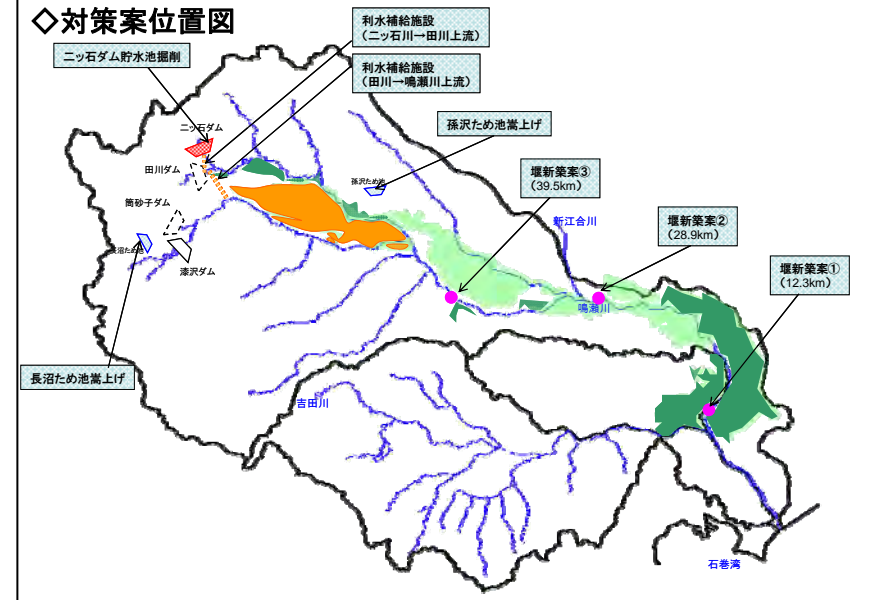 ◇対策案位置図
利水補給施設
（二ッ石川→田川上流）
二ッ石ダム貯水池掘削
利水補給施設
（田川→鳴瀬川上流）
孫沢ため池嵩上げ
二ッ石ダム
田川ダム
孫沢ため池
堰新築案③
（39.5km）
筒砂子ダム
新江合川
堰新築案②
（28.9km）
長沼ため池
漆沢ダム
堰新築案①
（12.3km）
鳴瀬川
長沼ため池嵩上げ
吉田川
石巻湾